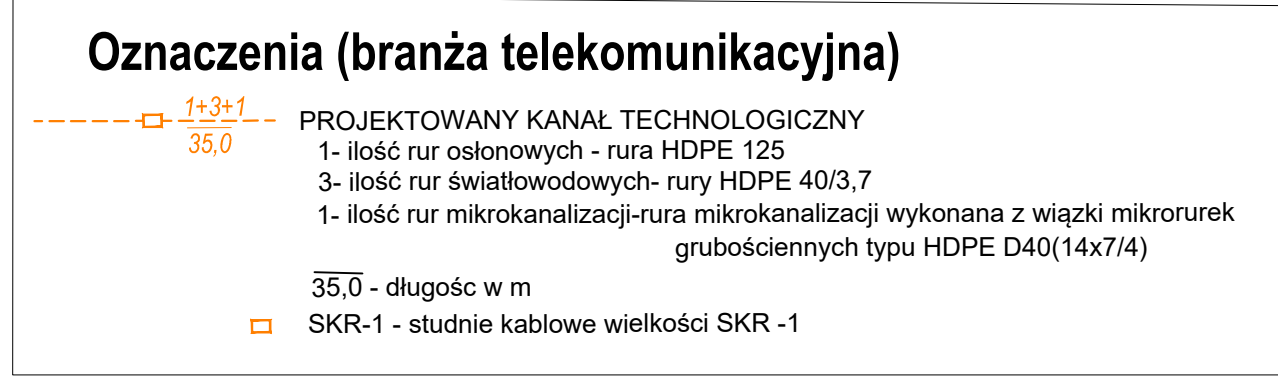 Oznaczenia (branża telekomunikacyjna)
1+3+1
35,0
PROJEKTOWANY KANAŁ TECHNOLOGICZNY
1- ilość rur osłonowych - rura HDPE 125
3- ilość rur światłowodowych- rury HDPE 40/3,7
1- ilość rur mikrokanalizacji-rura mikrokanalizacji wykonana z wiązki mikrorurek
grubościennych typu HDPE D40(14x7/4)
35,0 - długośc w m
SKR-1 - studnie kablowe wielkości SKR -1